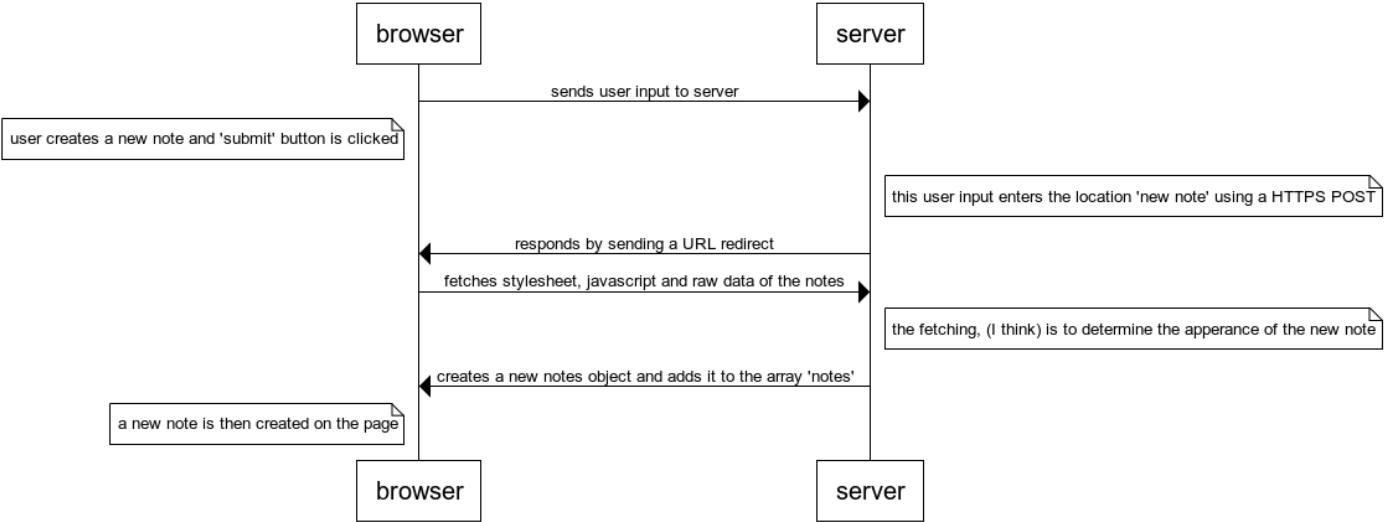 browser
server
sends user input to server
user creates a new note and 'submit' button is clicked
this user input enters the location 'new note' using a HTTPS POST
responds by sending a URL redirect
fetches stylesheet, javascript and raw data of the notes
the fetching, (I think) is to determine the apperance of the new note
creates a new notes object and adds it to the array 'notes'
a new note is then created on the page
browser
server